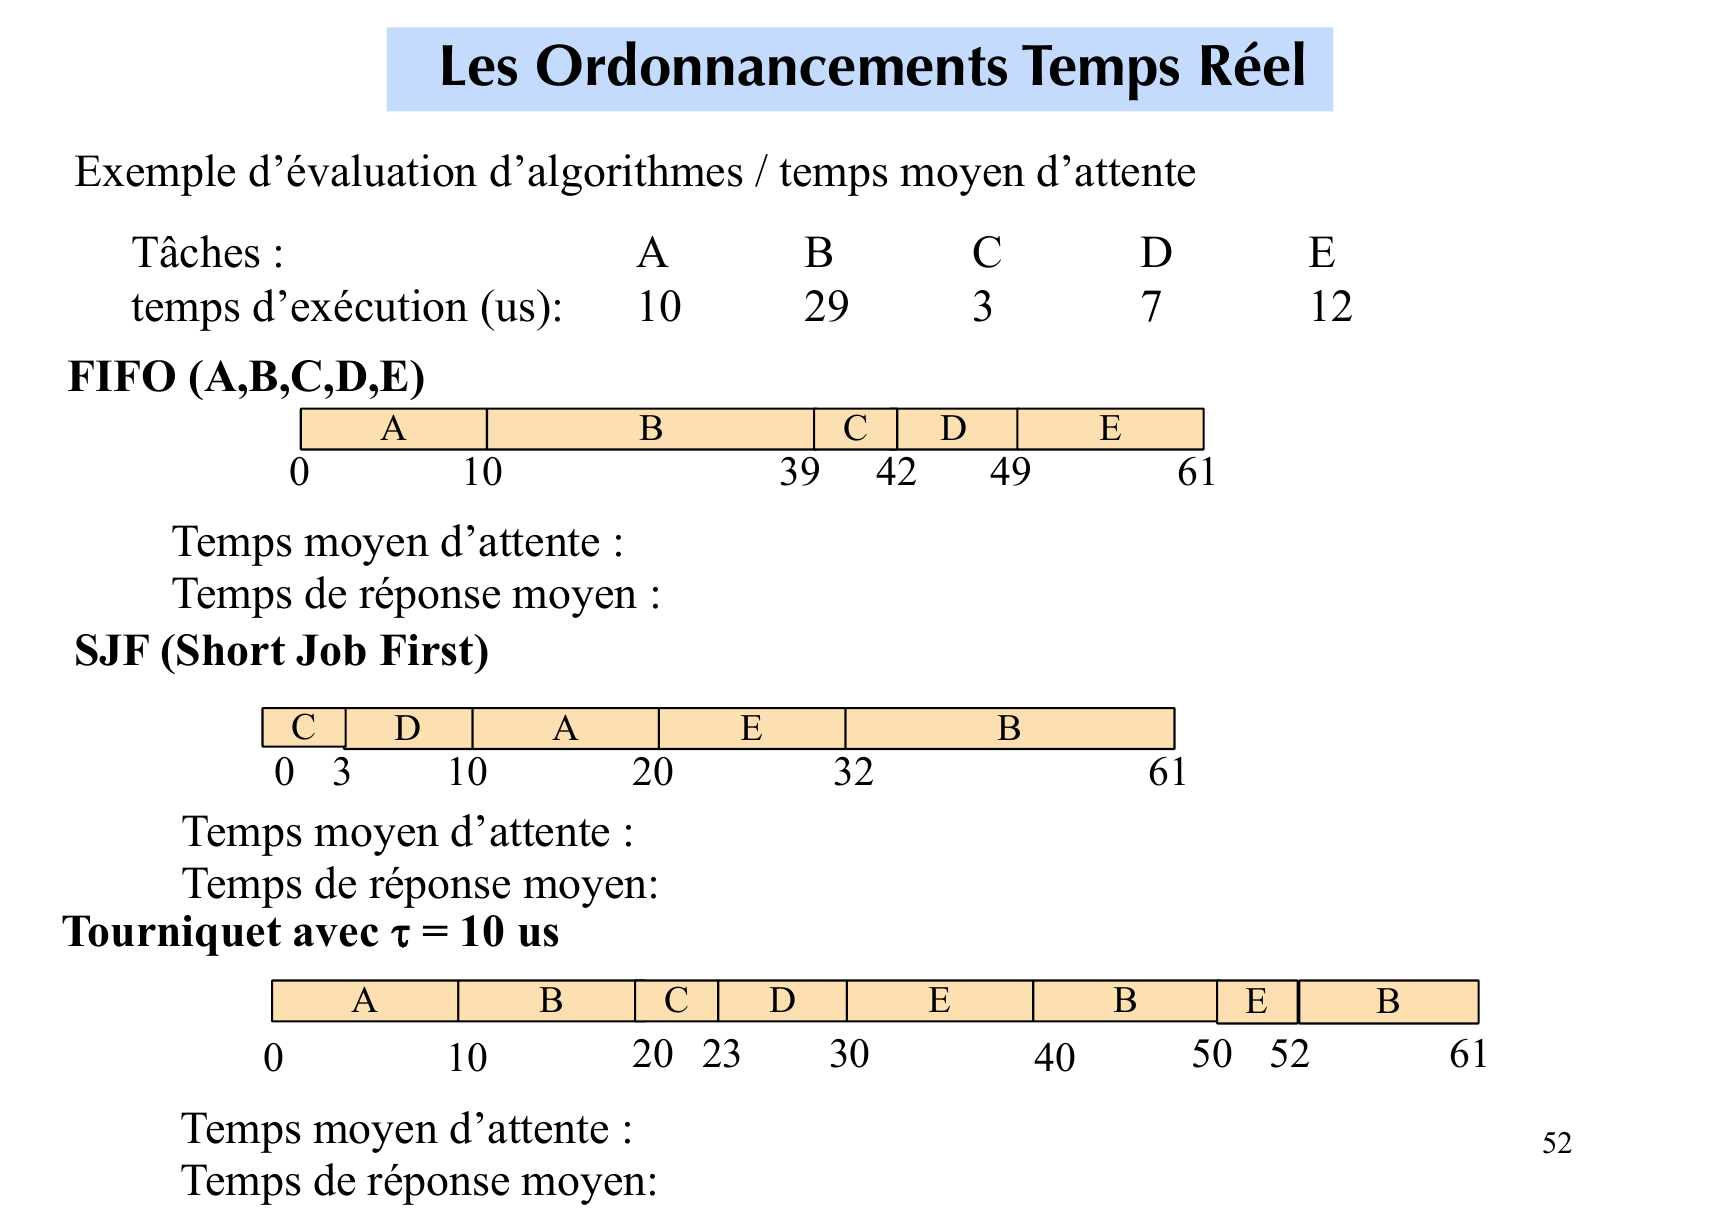 Les Ordonnancements Temps Réel
Exemple d’évaluation d’algorithmes / temps moyen d’attente
Tâches : A B C D E
temps d’exécution (us): 10 29 3 7 12
FIFO (A,B,C,D,E)
A B C D E
0 10 39 42 49 61
Temps moyen d’attente :
Temps de réponse moyen :
SJF (Short Job First)
C D A E B
0 3 10 20 32 61
Temps moyen d’attente :
Temps de réponse moyen:
Tourniquet avec τ = 10 us
A B C D E B E B
0 10 20 23 30 40 50 52 61
Temps moyen d’attente :
52
Temps de réponse moyen: